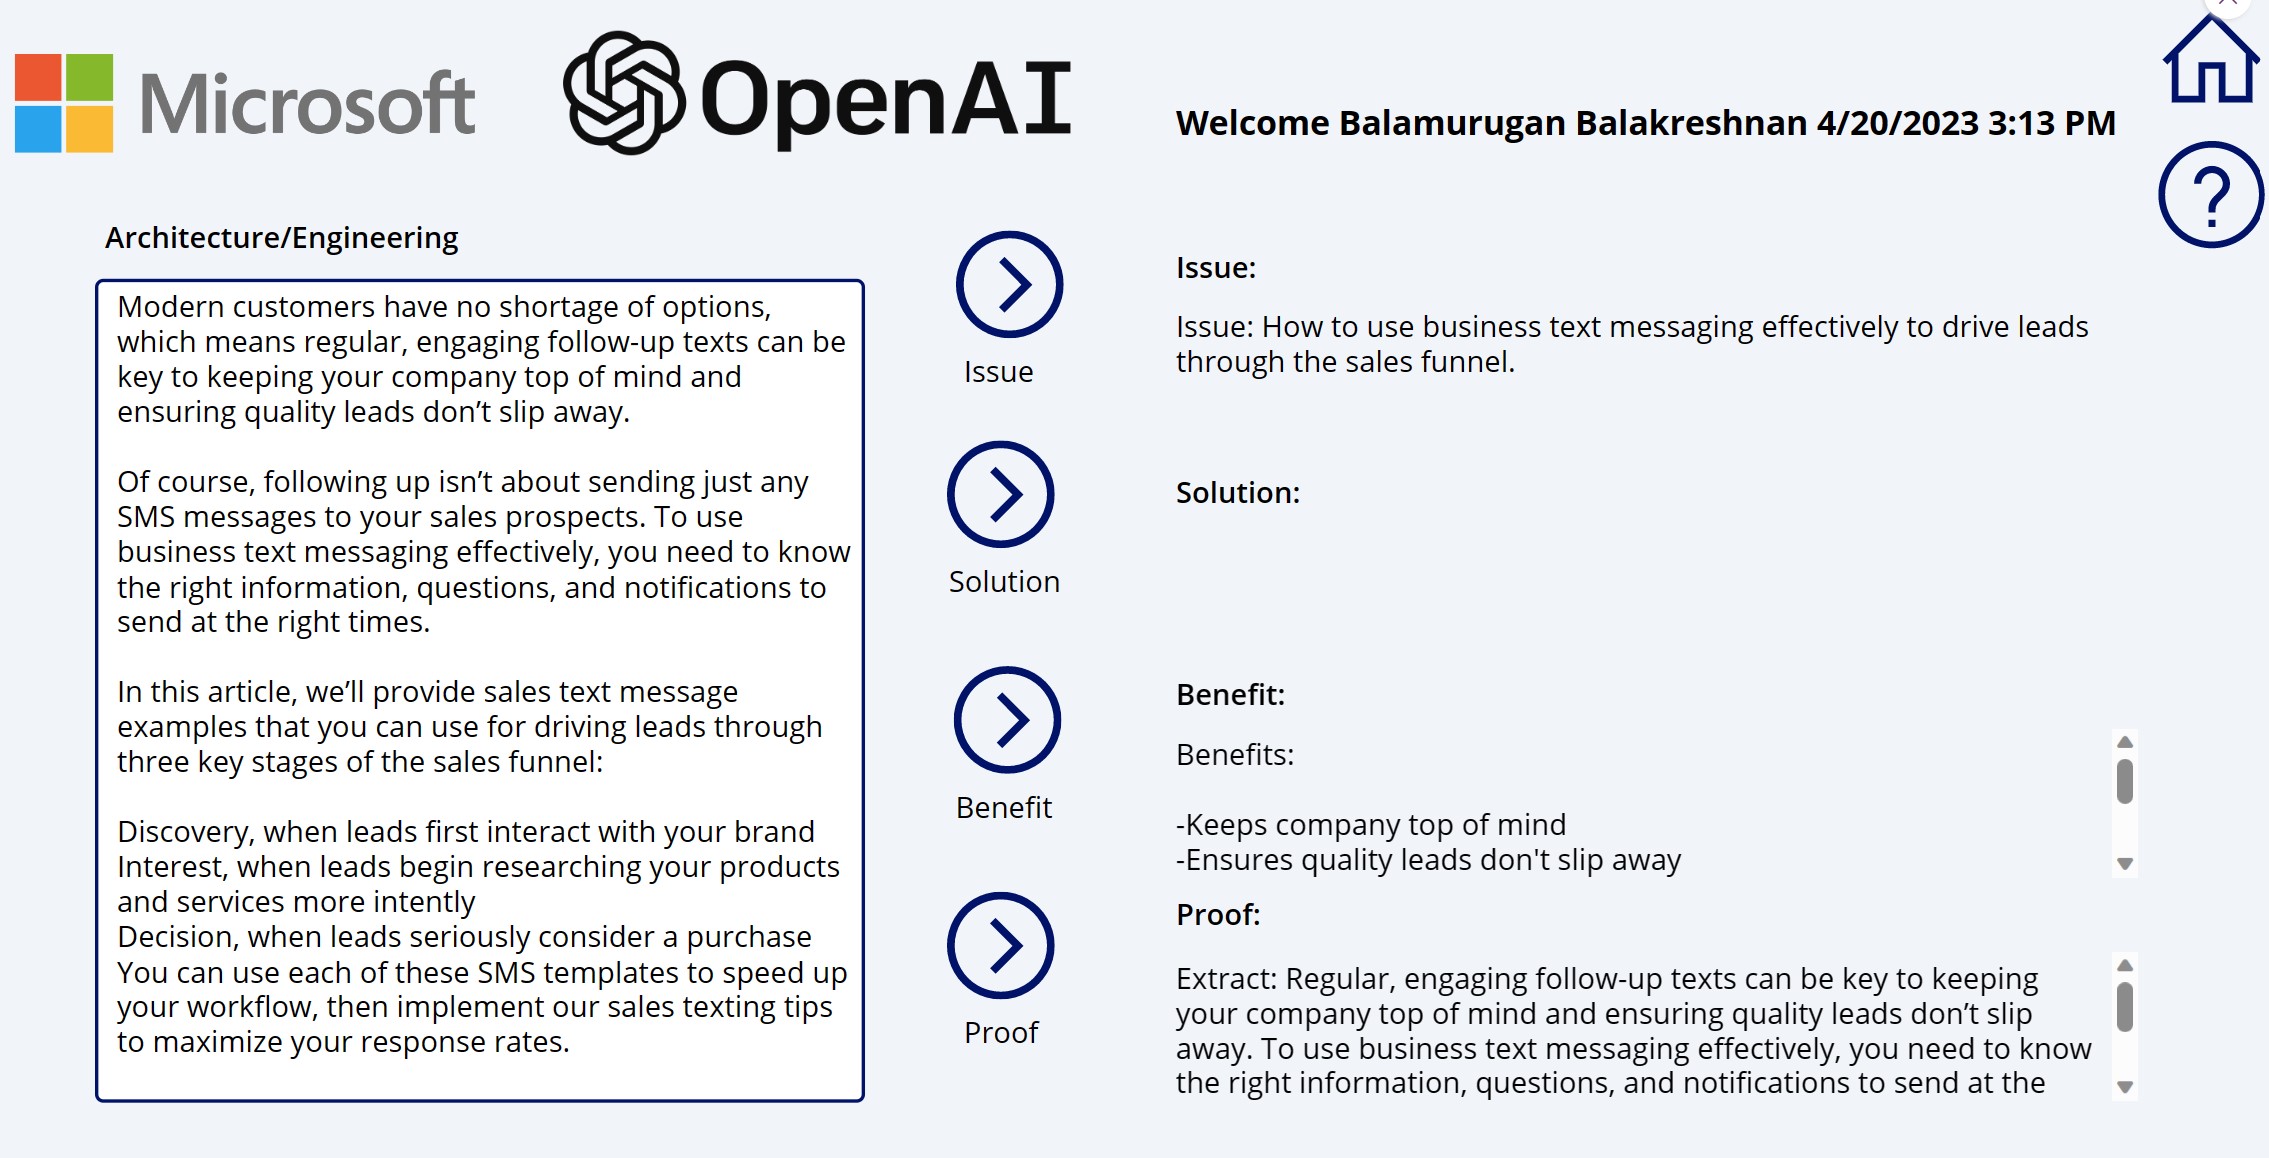 Microsoft
OpenAI
Welcome Balamurugan Balakreshnan 4/20/2023 3:13 PM
?
Architecture/Engineering
Modern customers have no shortage of options,
which means regular, engaging follow-up texts can be
key to keeping your company top of mind and
ensuring quality leads don’t slip away.
Of course, following up isn’t about sending just any
SMS messages to your sales prospects. To use
business text messaging effectively, you need to know
the right information, questions, and notifications to
send at the right times.
In this article, we’ll provide sales text message
examples that you can use for driving leads through
three key stages of the sales funnel:
Discovery, when leads first interact with your brand
Interest, when leads begin researching your products
and services more intently
Decision, when leads seriously consider a purchase
You can use each of these SMS templates to speed up
your workflow, then implement our sales texting tips
to maximize your response rates.
Issue
Solution
Benefit
Proof
Issue:
Issue: How to use business text messaging effectively to drive leads
through the sales funnel.
Solution:
Benefit:
Benefits:
-Keeps company top of mind
-Ensures quality leads don't slip away
Proof:
Extract: Regular, engaging follow-up texts can be key to keeping
your company top of mind and ensuring quality leads don’t slip
away. To use business text messaging effectively, you need to know
the right information, questions, and notifications to send at the